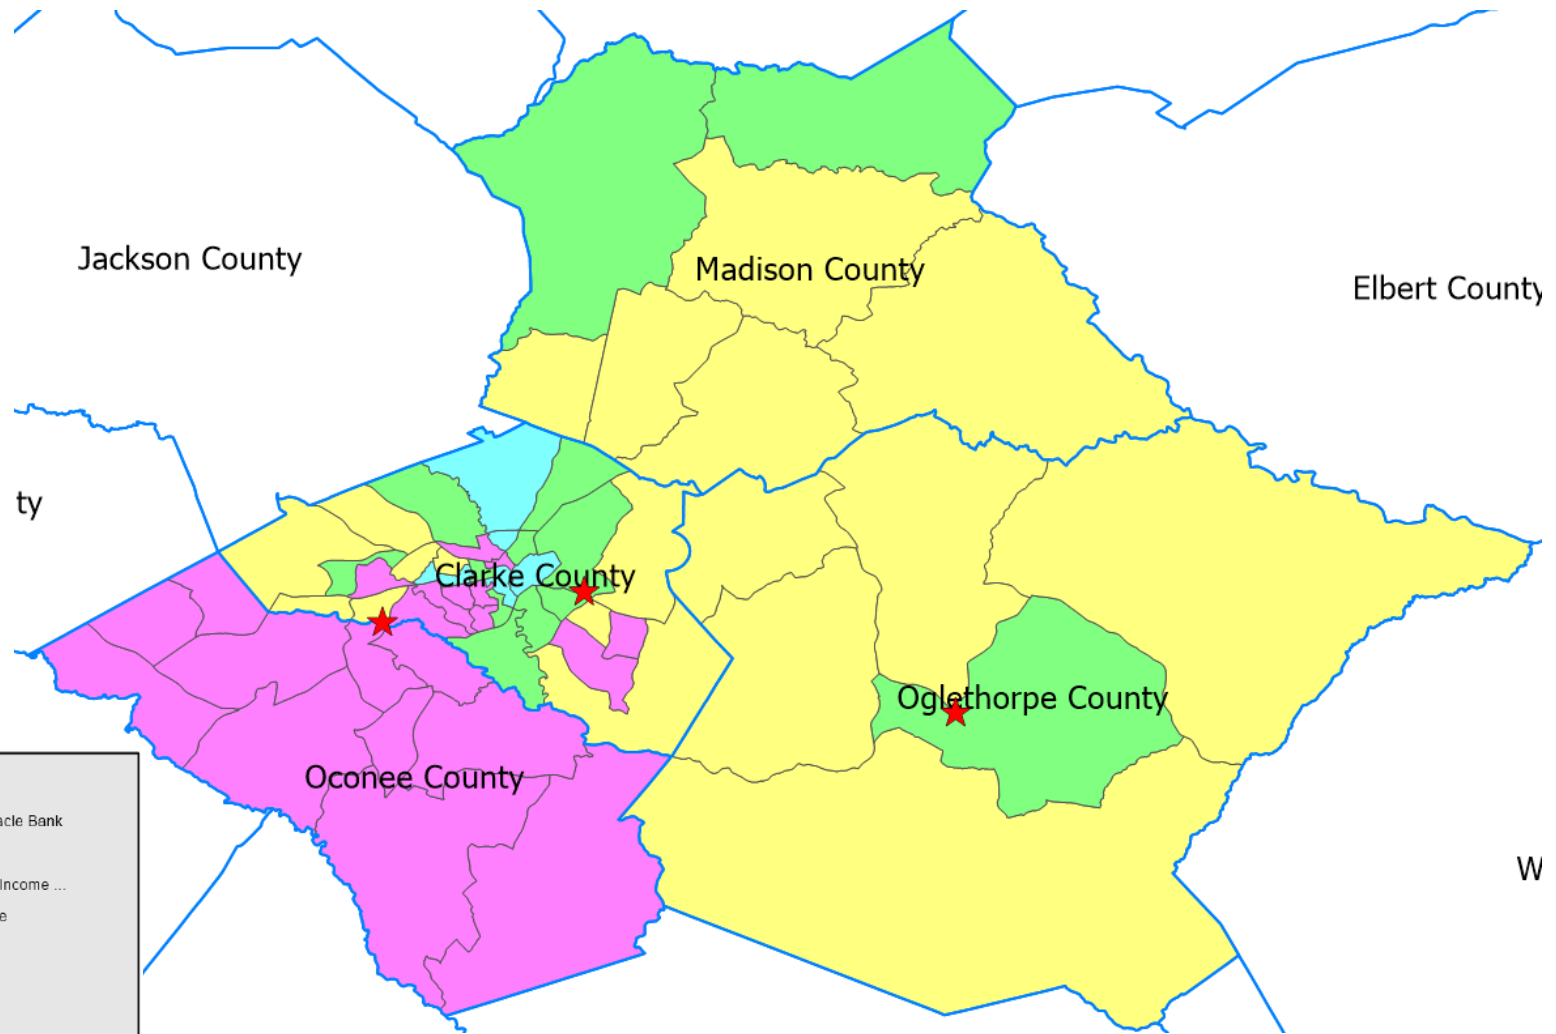 Jackson County
Madison County
Elbert County
ty
Clarke County
Oglethorpe County
Oconee County
acle Bank
Income ...
e
W